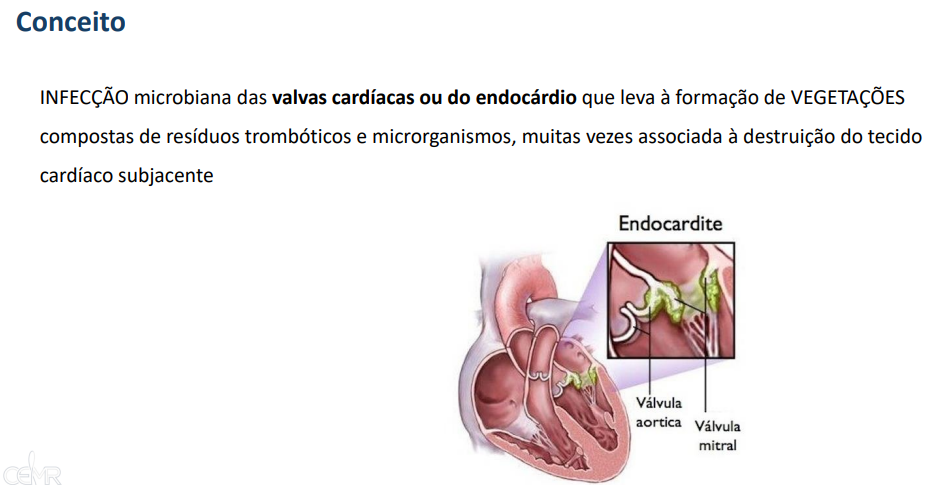 Conceito
INFECÇÃO microbiana das valvas cardíacas ou do endocárdio que leva à formação de VEGETAÇÕES
compostas de resíduos trombóticos e microrganismos, muitas vezes associada à destruição do tecido
cardíaco subjacente
Endocardite
Válvula
aortica
Válvula
mitral
CEMR